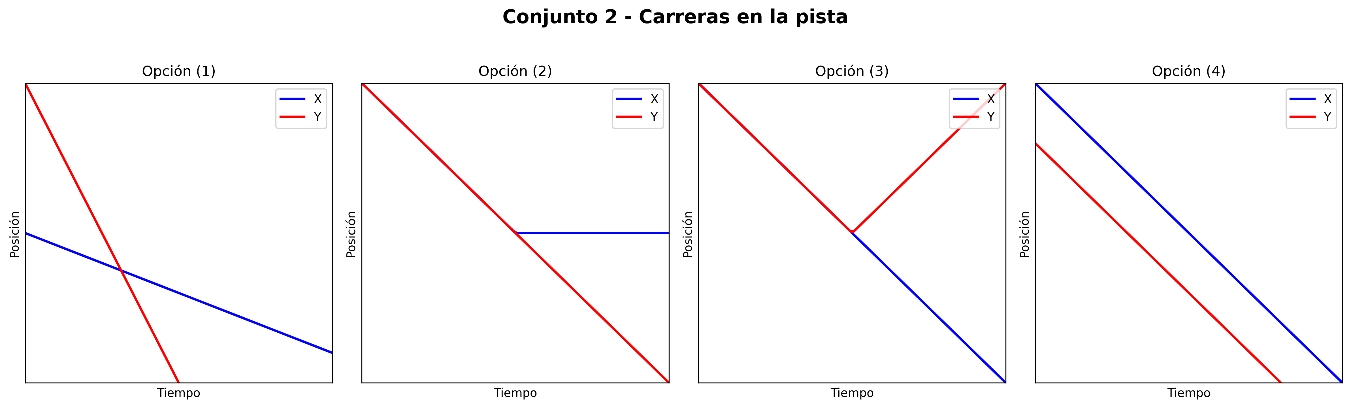 Conjunto 2 - Carreras en la pista
Opción (1)
X
Y
Posición
Tiempo
Opción (2)
X
Y
Posición
Tiempo
Opción (3)
X
Y
Posición
Tiempo
Opción (4)
X
Y
Posición
Tiempo